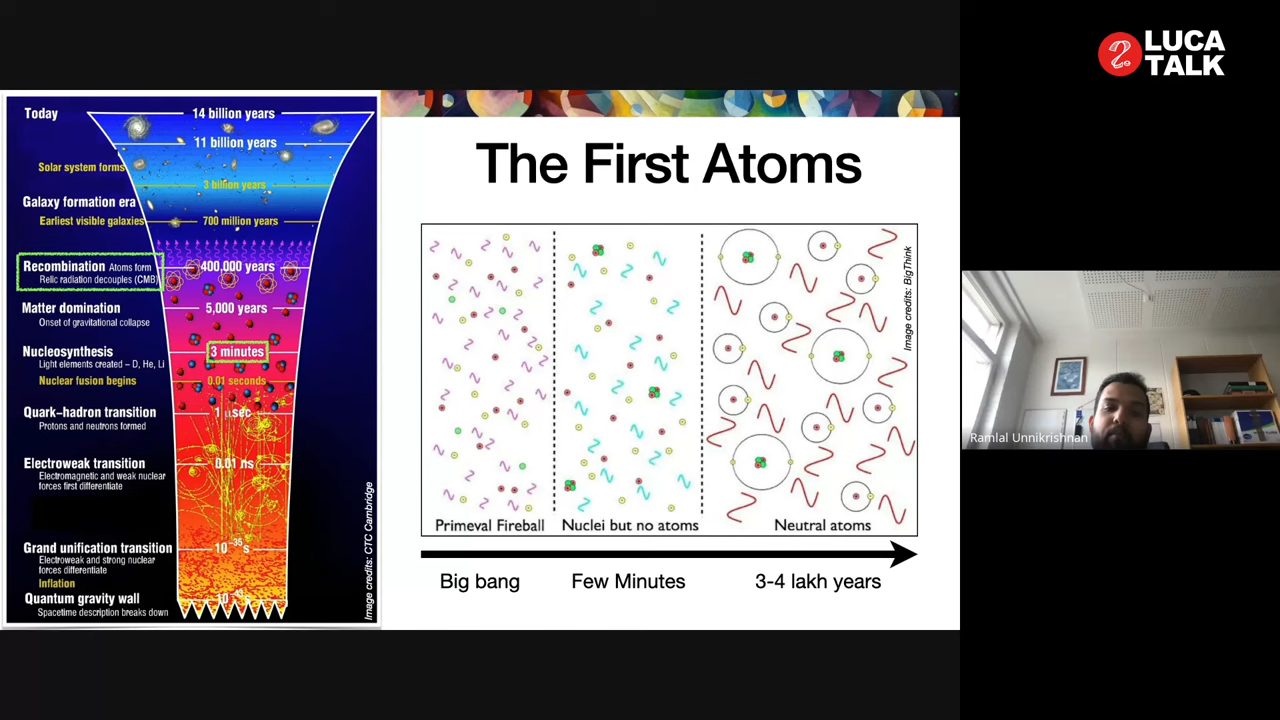 LUCA
TALK
Today
14 billion years
11 billion years
Solar system forms
3 billion years
Galaxy formation era
Earliest visible galaxies
700 million years
Recombination Atoms form
Relic radiation decouples (CMB)
400,000 years
Matter domination
Onset of gravitational collapse
5,000 years
Nucleosynthesis
Light elements created – D, He, Li
3 minutes
Nuclear fusion begins
0.01 seconds
Quark–hadron transition
Protons and neutrons formed
1 μsec
Electroweak transition
Electromagnetic and weak nuclear
forces first differentiate
0.01 ns
Grand unification transition
Electroweak and strong nuclear
forces differentiate
10⁻³⁵s
Inflation
Quantum gravity wall
Spacetime description breaks down
10⁻⁴³s
Image credits: CTC Cambridge
The First Atoms
Image credits: BigThink
Primeval Fireball
Nuclei but no atoms
Neutral atoms
Big bang
Few Minutes
3-4 lakh years
Ramlal Unnikrishnan